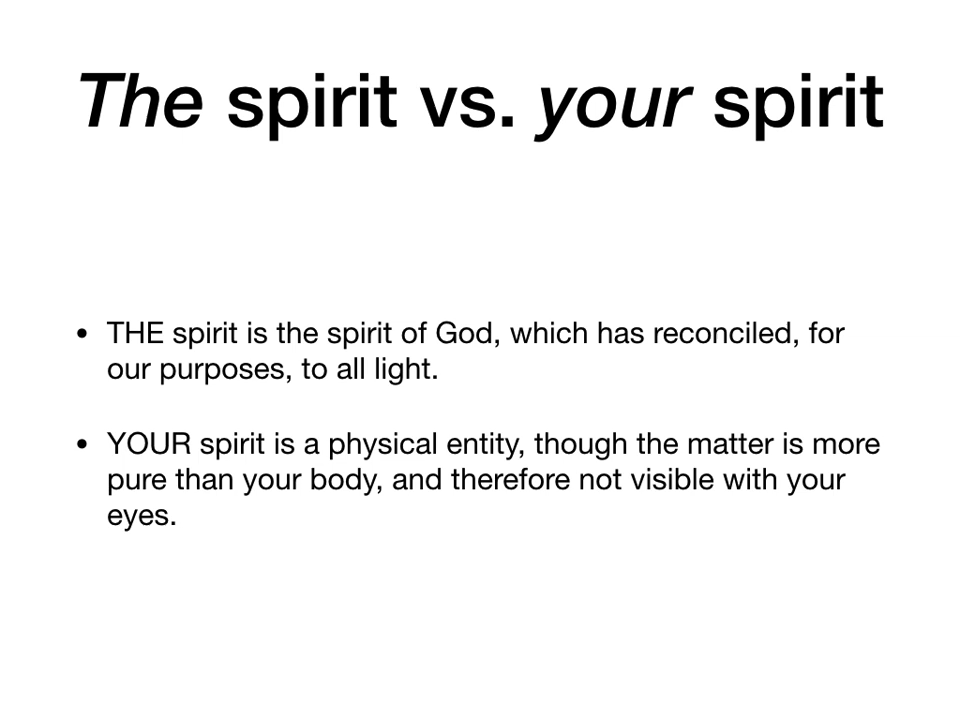 The spirit vs. your spirit
• THE spirit is the spirit of God, which has reconciled, for
our purposes, to all light.
• YOUR spirit is a physical entity, though the matter is more
pure than your body, and therefore not visible with your
eyes.